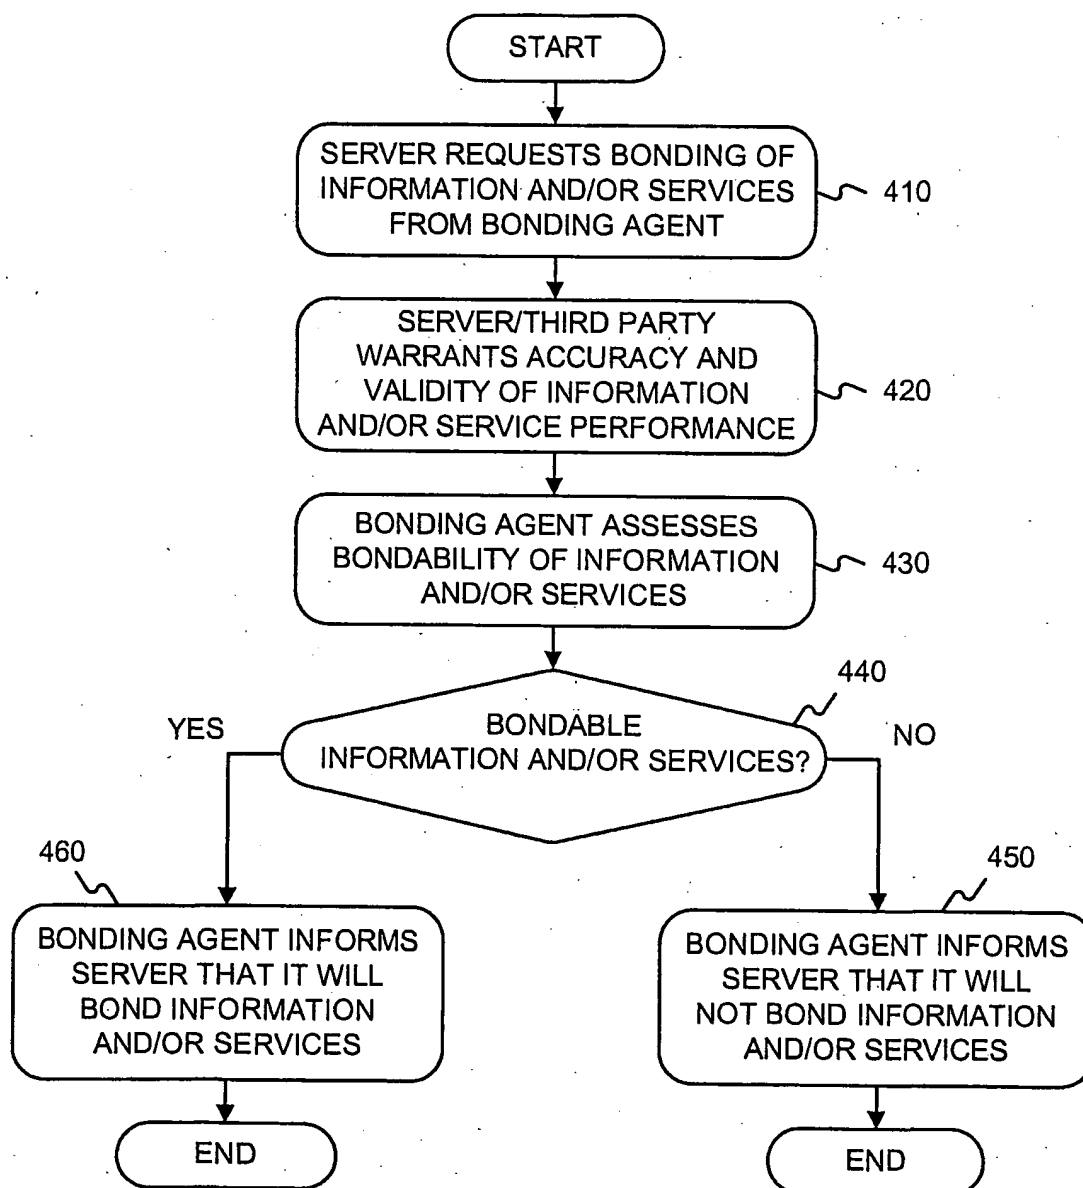 START
SERVER REQUESTS BONDING OF
INFORMATION AND/OR SERVICES
FROM BONDING AGENT
410
SERVER/THIRD PARTY
WARRANTS ACCURACY AND
VALIDITY OF INFORMATION
AND/OR SERVICE PERFORMANCE
420
BONDING AGENT ASSESSES
BONDABILITY OF INFORMATION
AND/OR SERVICES
430
440
BONDABLE
INFORMATION AND/OR SERVICES?
YES
NO
460
BONDING AGENT INFORMS
SERVER THAT IT WILL
BOND INFORMATION
AND/OR SERVICES
450
BONDING AGENT INFORMS
SERVER THAT IT WILL
NOT BOND INFORMATION
AND/OR SERVICES
END
END